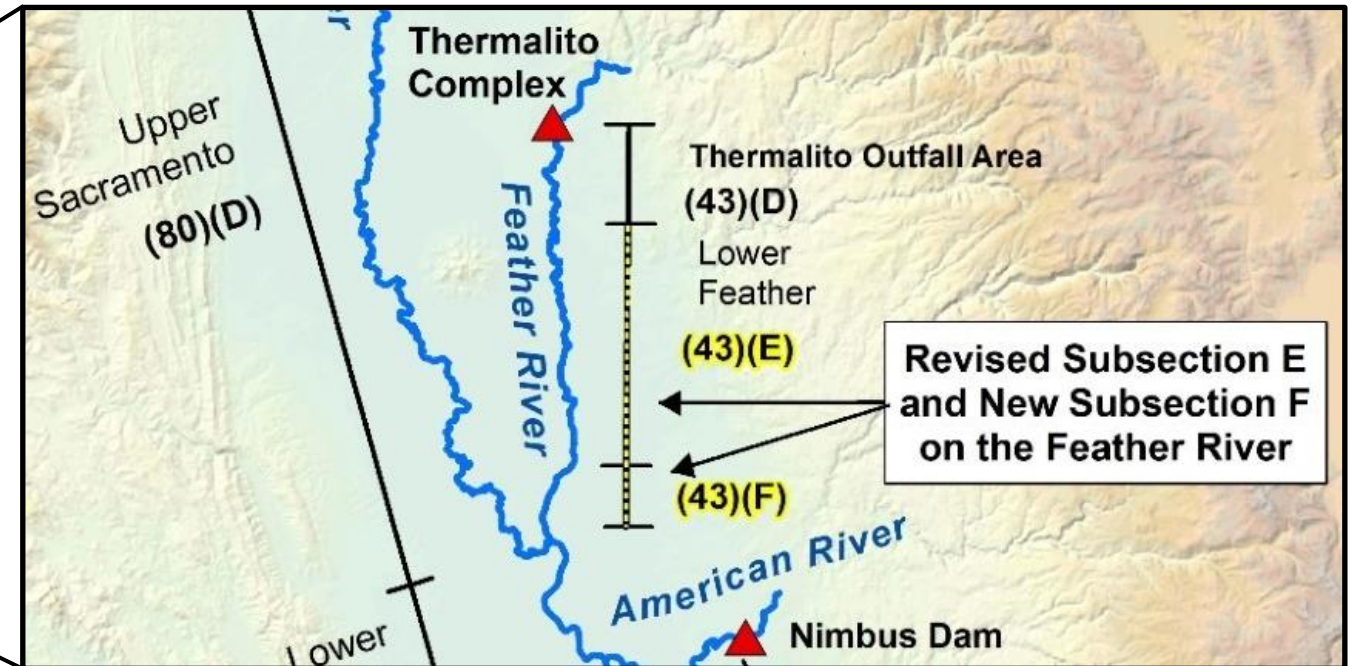 Thermalito
Complex
Upper
Sacramento
(80)(D)
Thermalito Outfall Area
(43)(D)
Feather River
Lower
Feather
(43)(E)
Revised Subsection E
and New Subsection F
on the Feather River
(43)(F)
American River
Nimbus Dam
Lower